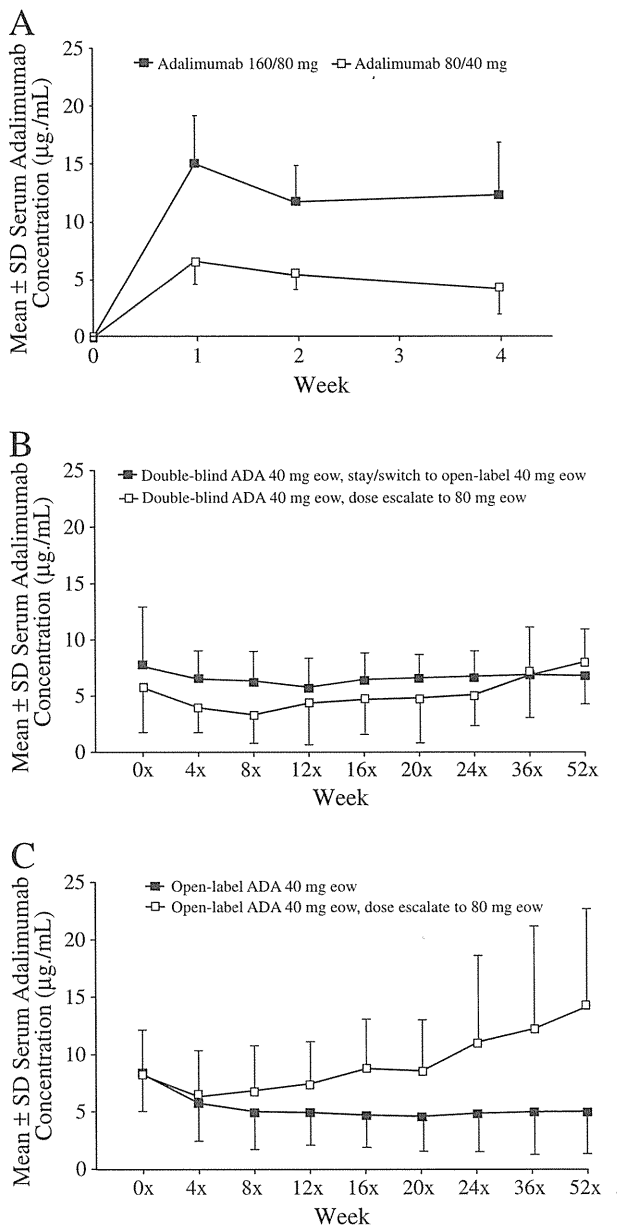 A
Mean ± SD Serum Adalimumab
Concentration (µg./mL)
25
20
15
10
5
0
Adalimumab 160/80 mg
Adalimumab 80/40 mg
0 1 2 3 4
Week
B
Mean ± SD Serum Adalimumab
Concentration (µg./mL)
25
20
15
10
5
0
Double-blind ADA 40 mg eow, stay/switch to open-label 40 mg eow
Double-blind ADA 40 mg eow, dose escalate to 80 mg eow
0x 4x 8x 12x 16x 20x 24x 36x 52x
Week
C
Mean ± SD Serum Adalimumab
Concentration (µg./mL)
25
20
15
10
5
0
Open-label ADA 40 mg eow
Open-label ADA 40 mg eow, dose escalate to 80 mg eow
0x 4x 8x 12x 16x 20x 24x 36x 52x
Week